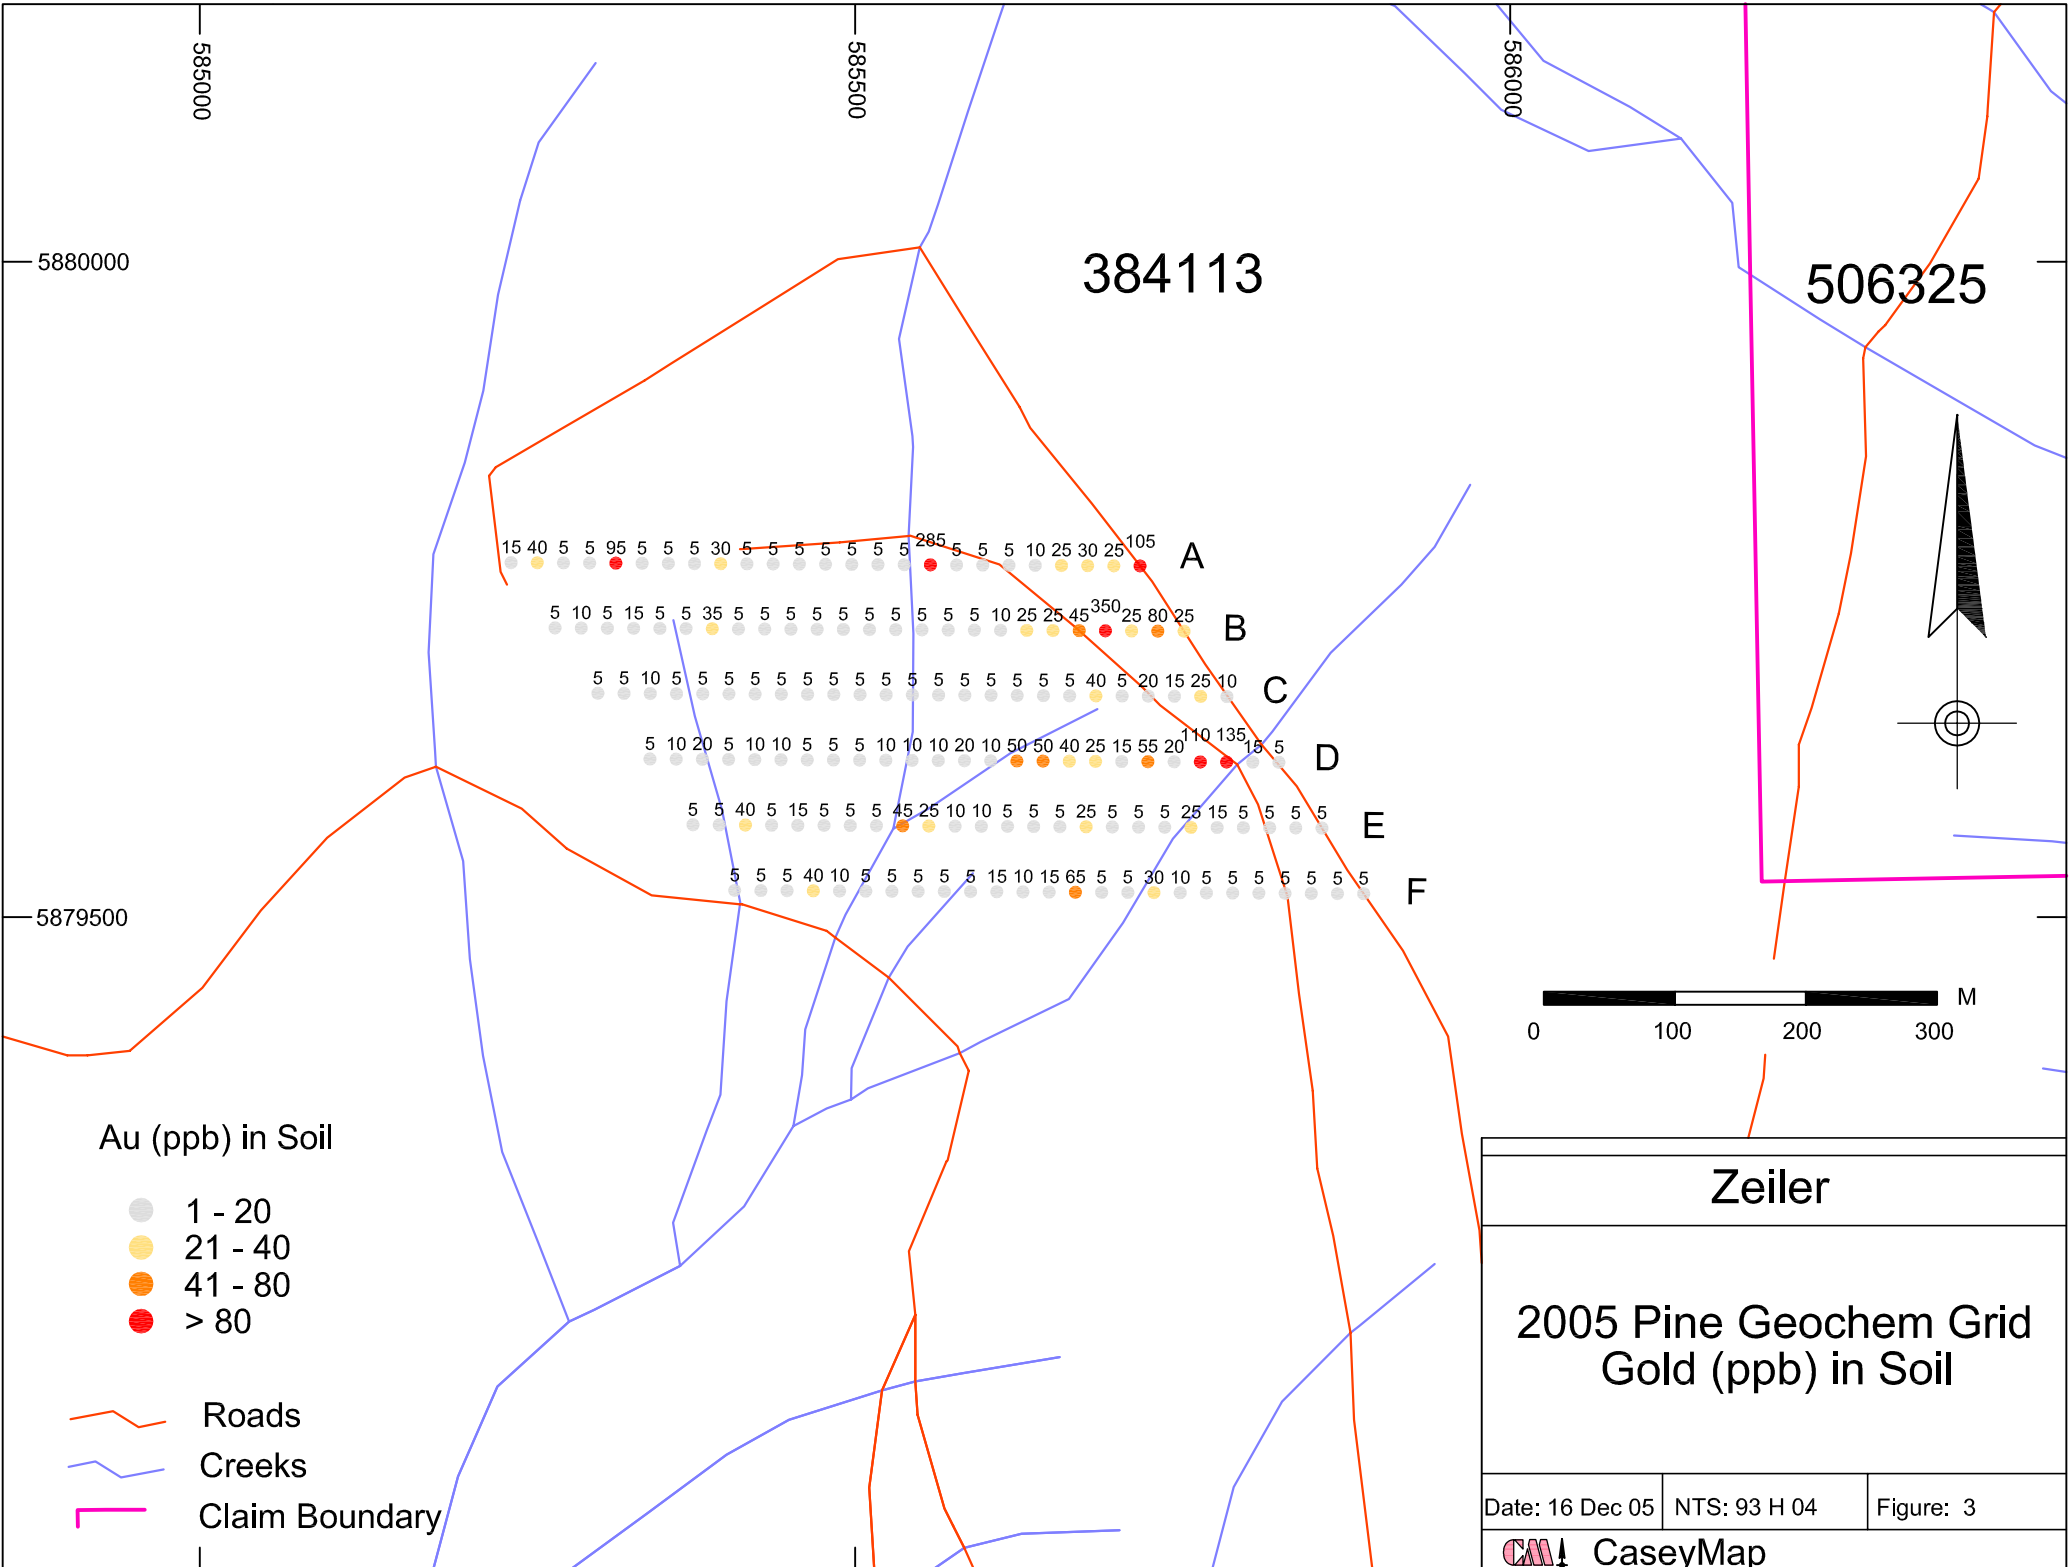 585000
585500
586000
5880000
384113
506325
15 40 5 5 95 5 5 5 30 5 5 5 5 5 5 5 285 5 5 5 10 25 30 25 105
A
5 10 5 15 5 5 35 5 5 5 5 5 5 5 5 5 5 10 25 25 45 350 25 80 25
B
5 5 10 5 5 5 5 5 5 5 5 5 5 5 5 5 5 5 5 40 5 20 15 25 10
C
5 10 20 5 10 10 5 5 5 10 10 10 20 10 50 50 40 25 15 55 20 110 135 15 5
D
5 5 40 5 15 5 5 5 45 25 10 10 5 5 5 25 5 5 5 25 15 5 5 5 5
E
5 5 5 40 10 5 5 5 5 5 15 10 15 65 5 5 30 10 5 5 5 5 5 5 5
F
5879500
M
0 100 200 300
Au (ppb) in Soil
1 - 20
21 - 40
41 - 80
> 80
Roads
Creeks
Claim Boundary
Zeiler
2005 Pine Geochem Grid
Gold (ppb) in Soil
Date: 16 Dec 05 NTS: 93 H 04 Figure: 3
CM CaseyMap